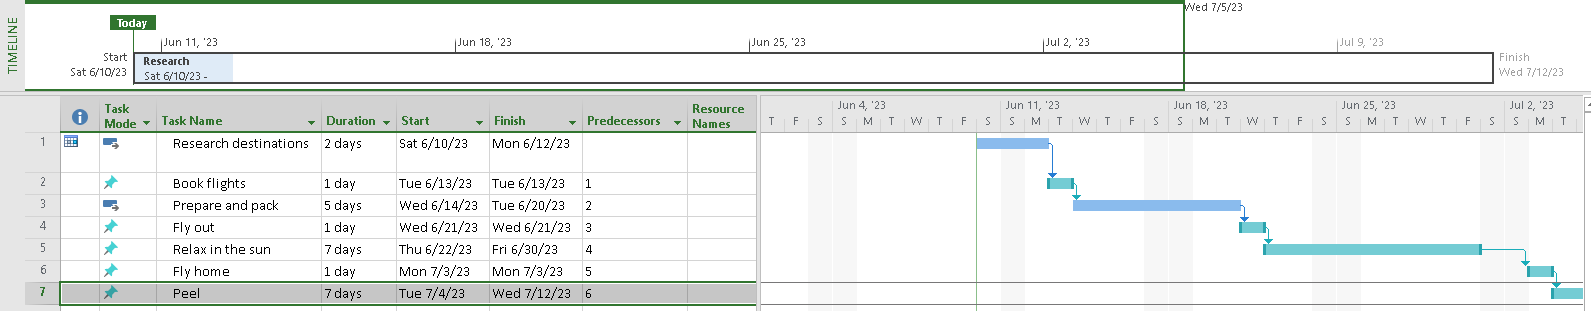 TIMELINE
Wed 7/5/23
Today
Jun 11, '23 Jun 18, '23 Jun 25, '23 Jul 2, '23 Jul 9, '23
Start
Sat 6/10/23
Research
Sat 6/10/23 -
Finish
Wed 7/12/23
Task Mode Task Name Duration Start Finish Predecessors Resource Names
Jun 4, '23 Jun 11, '23 Jun 18, '23 Jun 25, '23 Jul 2, '23
T F S S M T W T F S S M T W T F S S M T W T F S S M T W T F S S M T
1 Research destinations 2 days Sat 6/10/23 Mon 6/12/23
2 Book flights 1 day Tue 6/13/23 Tue 6/13/23 1
3 Prepare and pack 5 days Wed 6/14/23 Tue 6/20/23 2
4 Fly out 1 day Wed 6/21/23 Wed 6/21/23 3
5 Relax in the sun 7 days Thu 6/22/23 Fri 6/30/23 4
6 Fly home 1 day Mon 7/3/23 Mon 7/3/23 5
7 Peel 7 days Tue 7/4/23 Wed 7/12/23 6